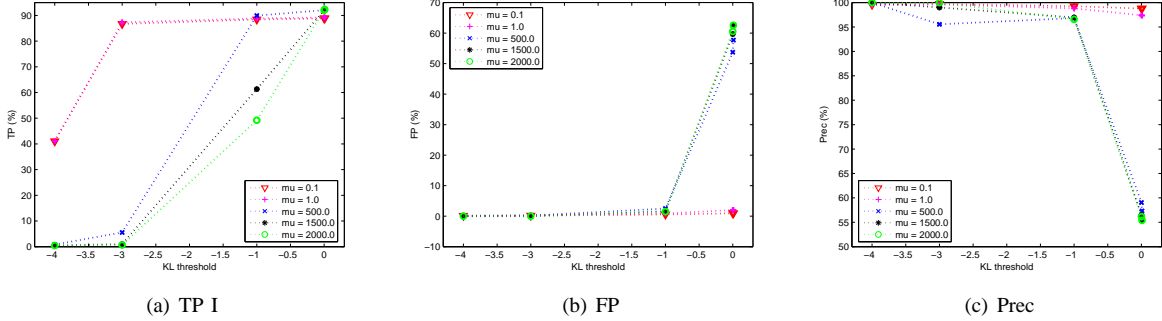 90
80
70
60
50
40
30
20
10
0
TP (%)
−4
−3.5
−3
−2.5
−2
−1.5
−1
−0.5
0
KL threshold
mu = 0.1
mu = 1.0
mu = 500.0
mu = 1500.0
mu = 2000.0
(a) TP I
70
60
50
40
30
20
10
0
−10
FP (%)
−4
−3.5
−3
−2.5
−2
−1.5
−1
−0.5
0
KL threshold
mu = 0.1
mu = 1.0
mu = 500.0
mu = 1500.0
mu = 2000.0
(b) FP
100
95
90
85
80
75
70
65
60
55
50
Prec (%)
−4
−3.5
−3
−2.5
−2
−1.5
−1
−0.5
0
KL threshold
mu = 0.1
mu = 1.0
mu = 500.0
mu = 1500.0
mu = 2000.0
(c) Prec